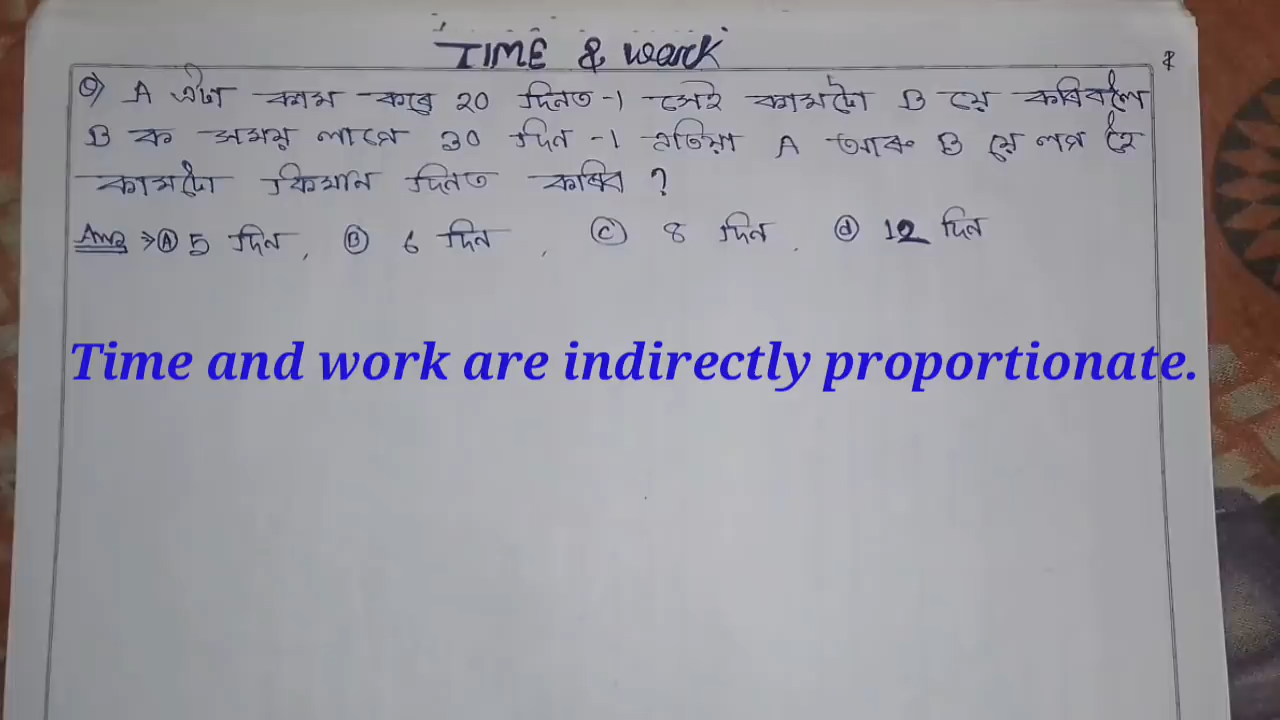 TIME & work
Q) A এটা কাম কৰে 20 দিনত -। সেই কামটো B য়ে কৰিবলৈ
B ক সময় লাগে 30 দিন -। এতিয়া A আৰু B য়ে লগ হৈ
কামটো কিমান দিনত কৰিব ?
Ans → Ⓐ 5 দিন , Ⓑ 6 দিন , Ⓒ 8 দিন , ⓓ 12 দিন
Time and work are indirectly proportionate.